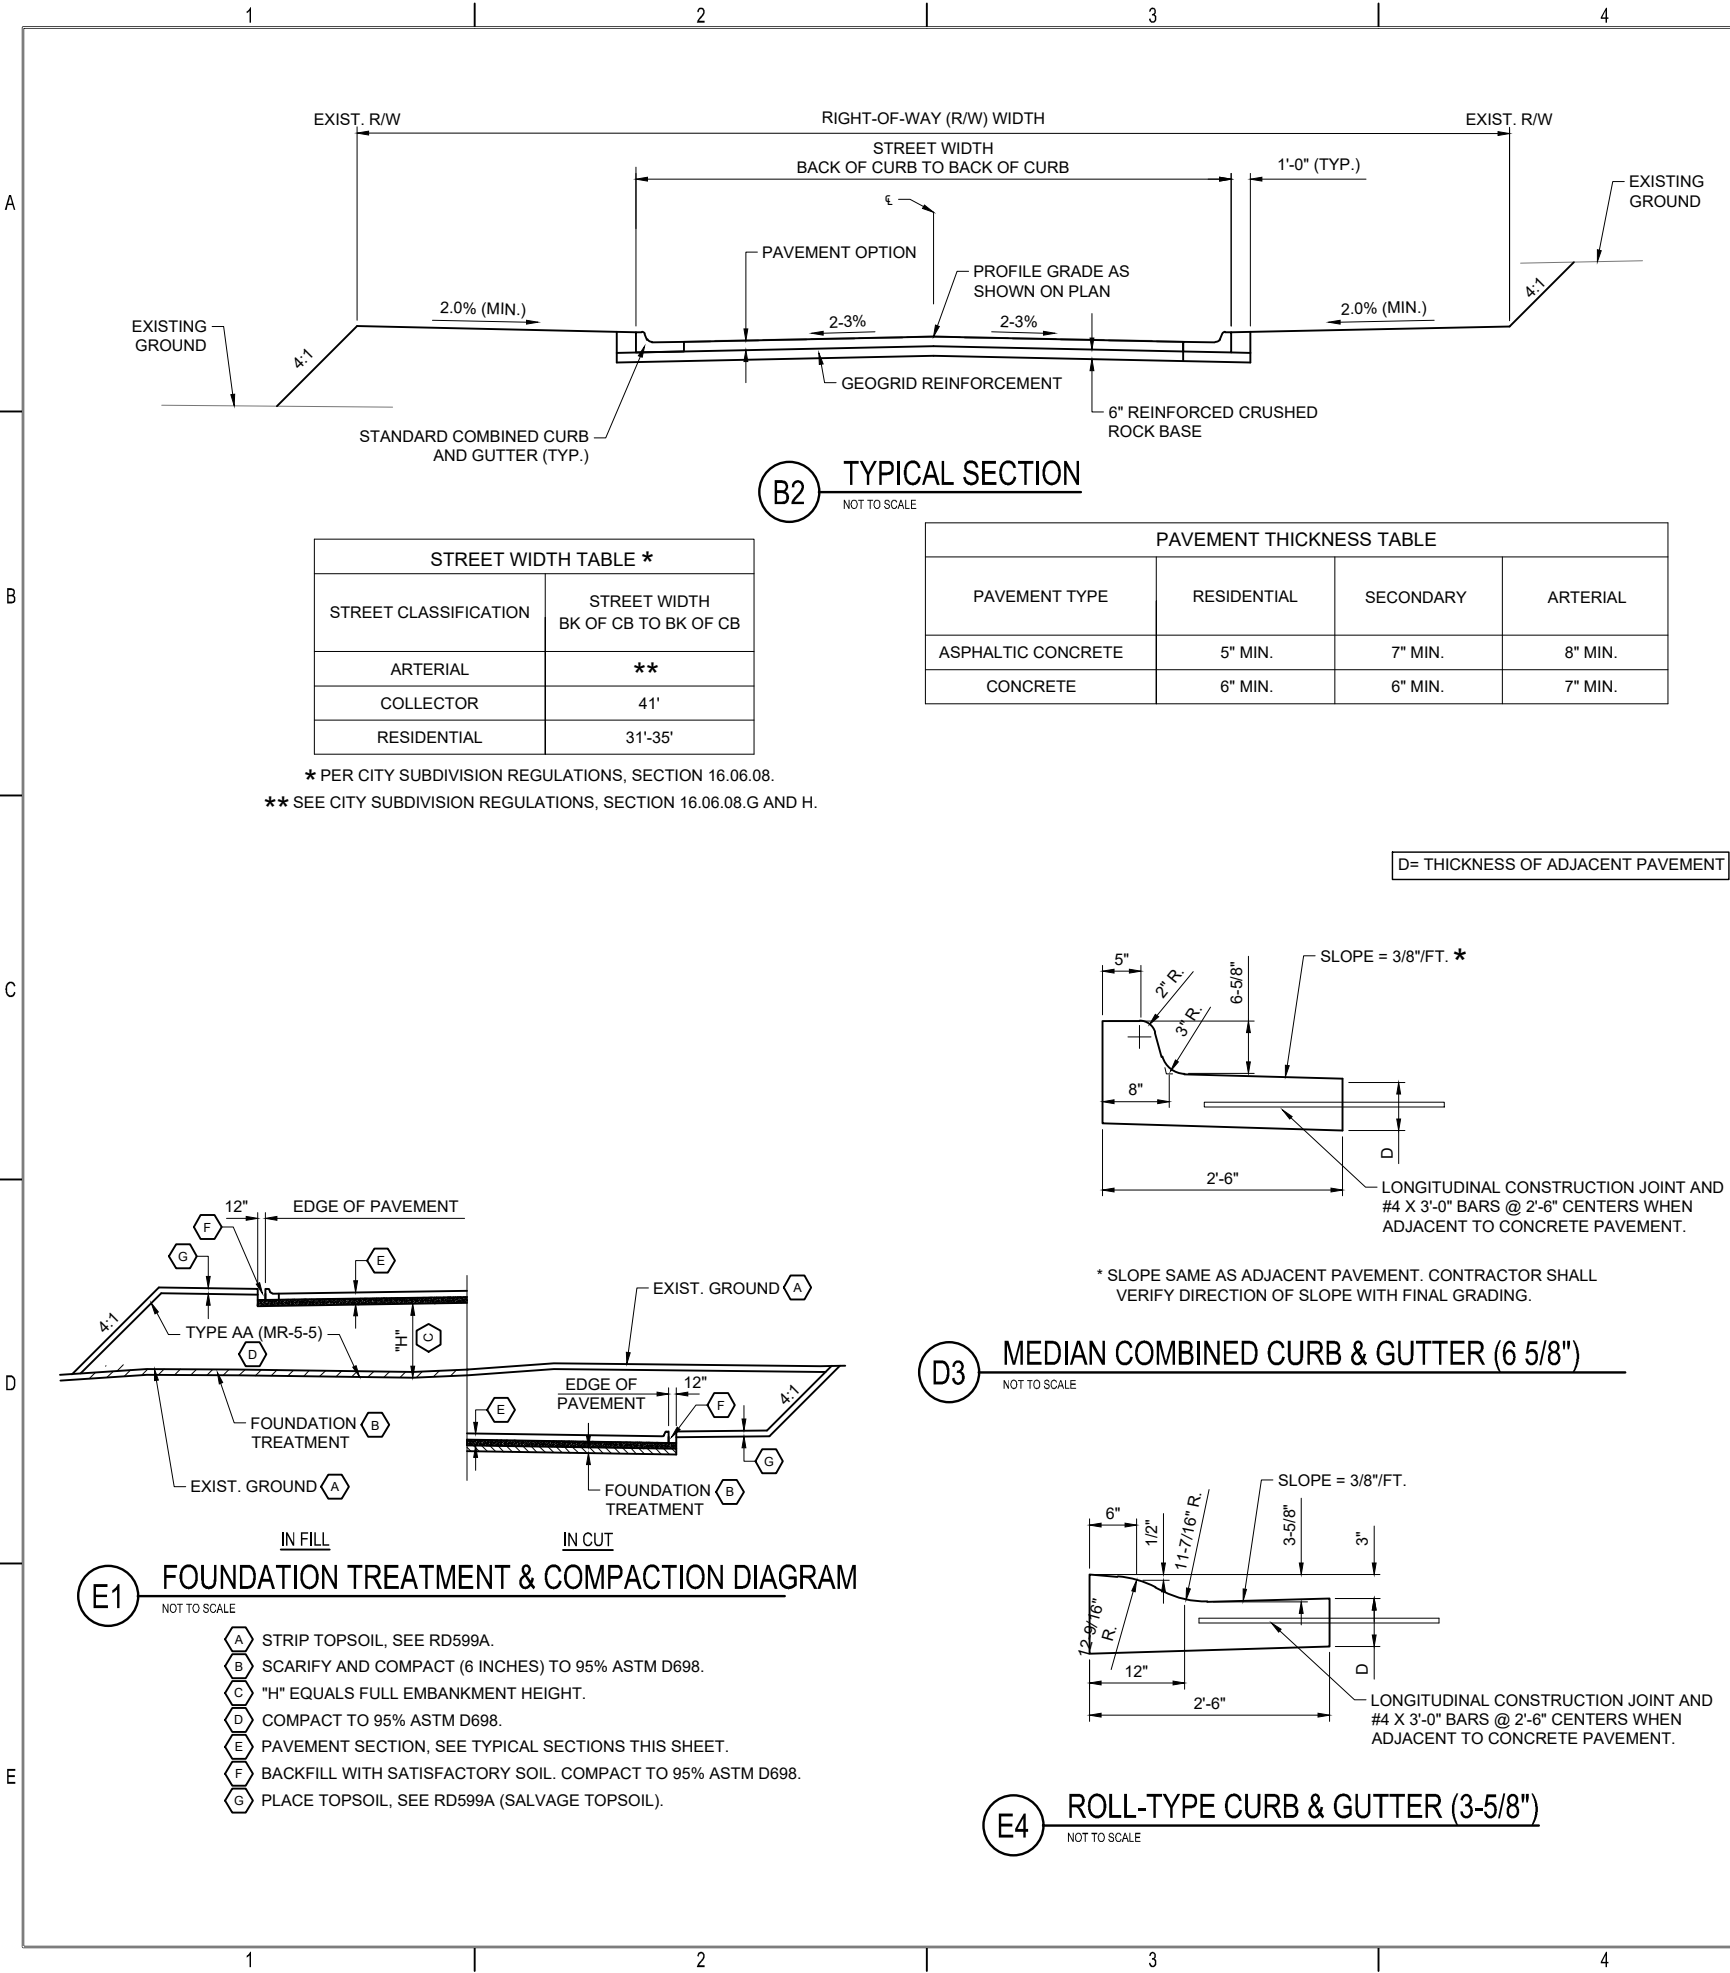 1
2
3
4
A
B
C
D
E
EXIST. R/W
RIGHT-OF-WAY (R/W) WIDTH
EXIST. R/W
STREET WIDTH
BACK OF CURB TO BACK OF CURB
1'-0" (TYP.)
EXISTING
GROUND
℄
PAVEMENT OPTION
PROFILE GRADE AS
SHOWN ON PLAN
4:1
2.0% (MIN.)
2-3%
2-3%
2.0% (MIN.)
EXISTING
GROUND
4:1
GEOGRID REINFORCEMENT
6" REINFORCED CRUSHED
ROCK BASE
STANDARD COMBINED CURB
AND GUTTER (TYP.)
B2
TYPICAL SECTION
NOT TO SCALE
STREET WIDTH TABLE *
STREET CLASSIFICATION
STREET WIDTH
BK OF CB TO BK OF CB
ARTERIAL
**
COLLECTOR
41'
RESIDENTIAL
31'-35'
* PER CITY SUBDIVISION REGULATIONS, SECTION 16.06.08.
** SEE CITY SUBDIVISION REGULATIONS, SECTION 16.06.08.G AND H.
PAVEMENT THICKNESS TABLE
PAVEMENT TYPE
RESIDENTIAL
SECONDARY
ARTERIAL
ASPHALTIC CONCRETE
5" MIN.
7" MIN.
8" MIN.
CONCRETE
6" MIN.
6" MIN.
7" MIN.
D= THICKNESS OF ADJACENT PAVEMENT
5"
2" R.
3" R.
6-5/8"
SLOPE = 3/8"/FT. *
8"
D
2'-6"
LONGITUDINAL CONSTRUCTION JOINT AND
#4 X 3'-0" BARS @ 2'-6" CENTERS WHEN
ADJACENT TO CONCRETE PAVEMENT.
* SLOPE SAME AS ADJACENT PAVEMENT. CONTRACTOR SHALL
VERIFY DIRECTION OF SLOPE WITH FINAL GRADING.
D3
MEDIAN COMBINED CURB & GUTTER (6 5/8")
NOT TO SCALE
12"
EDGE OF PAVEMENT
F
G
E
EXIST. GROUND
A
4:1
TYPE AA (MR-5-5)
D
"H"
C
EDGE OF
PAVEMENT
12"
4:1
E
F
FOUNDATION
TREATMENT
B
G
EXIST. GROUND
A
FOUNDATION
TREATMENT
B
IN FILL
IN CUT
E1
FOUNDATION TREATMENT & COMPACTION DIAGRAM
NOT TO SCALE
A STRIP TOPSOIL, SEE RD599A.
B SCARIFY AND COMPACT (6 INCHES) TO 95% ASTM D698.
C "H" EQUALS FULL EMBANKMENT HEIGHT.
D COMPACT TO 95% ASTM D698.
E PAVEMENT SECTION, SEE TYPICAL SECTIONS THIS SHEET.
F BACKFILL WITH SATISFACTORY SOIL. COMPACT TO 95% ASTM D698.
G PLACE TOPSOIL, SEE RD599A (SALVAGE TOPSOIL).
6"
1/2"
11-7/16" R.
SLOPE = 3/8"/FT.
3-5/8"
3"
12-9/16"
R.
12"
D
2'-6"
LONGITUDINAL CONSTRUCTION JOINT AND
#4 X 3'-0" BARS @ 2'-6" CENTERS WHEN
ADJACENT TO CONCRETE PAVEMENT.
E4
ROLL-TYPE CURB & GUTTER (3-5/8")
NOT TO SCALE
1
2
3
4